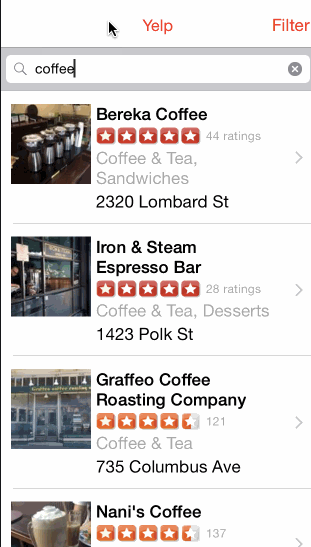 Yelp
Filter
coffee
Bereka Coffee
44 ratings
Coffee & Tea,
Sandwiches
2320 Lombard St
Iron & Steam
Espresso Bar
28 ratings
Coffee & Tea, Desserts
1423 Polk St
Graffeo Coffee
Roasting Company
121
Coffee & Tea
735 Columbus Ave
Nani's Coffee
137